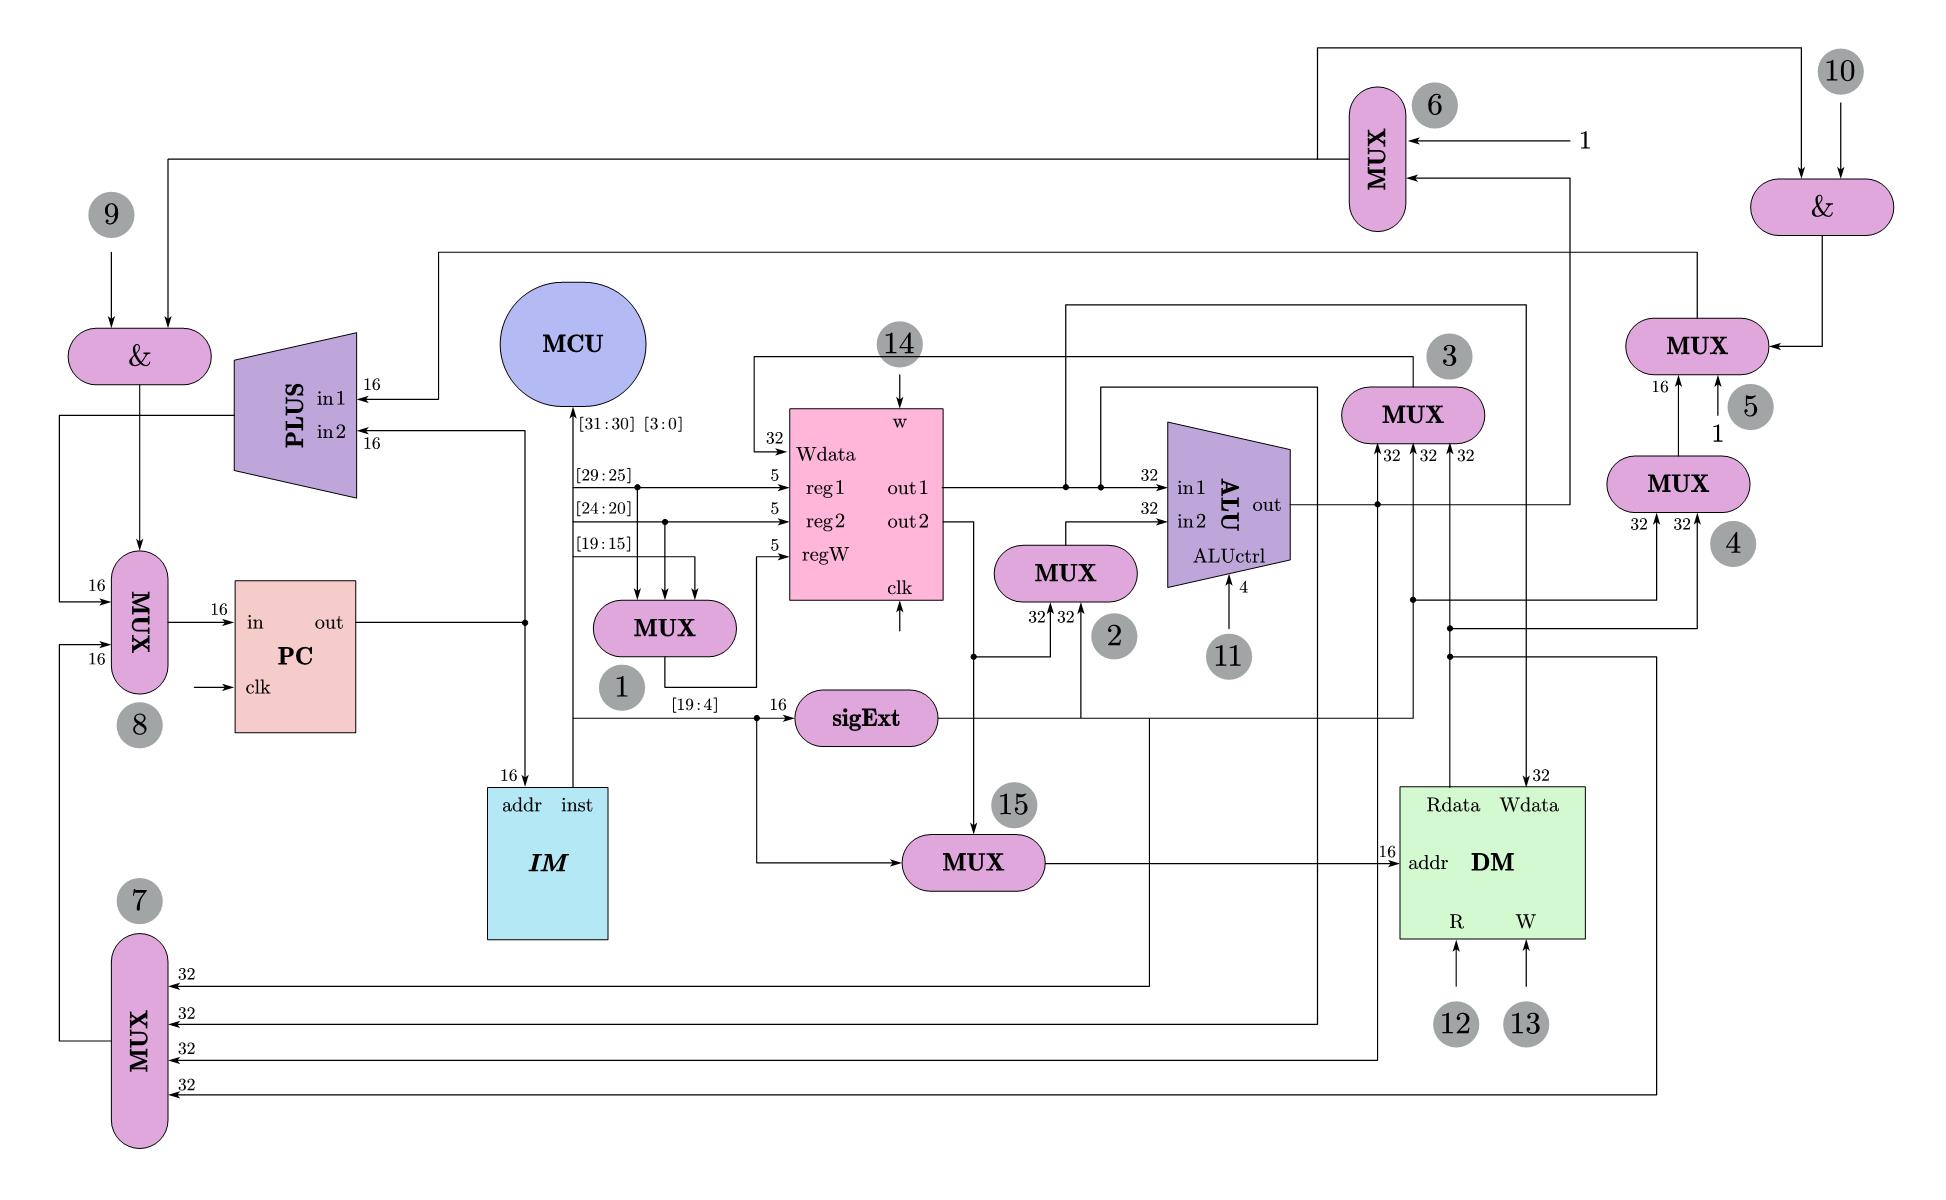 10
6
MUX
1
&
9
&
MCU
14
3
MUX
5
1
MUX
4
32
32
16
MUX
32
32
32
PLUS
in1
in2
16
16
[31:30] [3:0]
[29:25]
[24:20]
[19:15]
w
Wdata
reg1
out1
reg2
out2
regW
clk
32
5
5
5
ALU
in1
in2
out
ALUctrl
32
32
4
11
MUX
32
32
2
MUX
1
16
16
MUX
8
16
in
out
PC
clk
[19:4]
16
sigExt
16
addr inst
IM
15
MUX
32
Rdata Wdata
16
addr DM
R
W
12
13
7
MUX
32
32
32
32